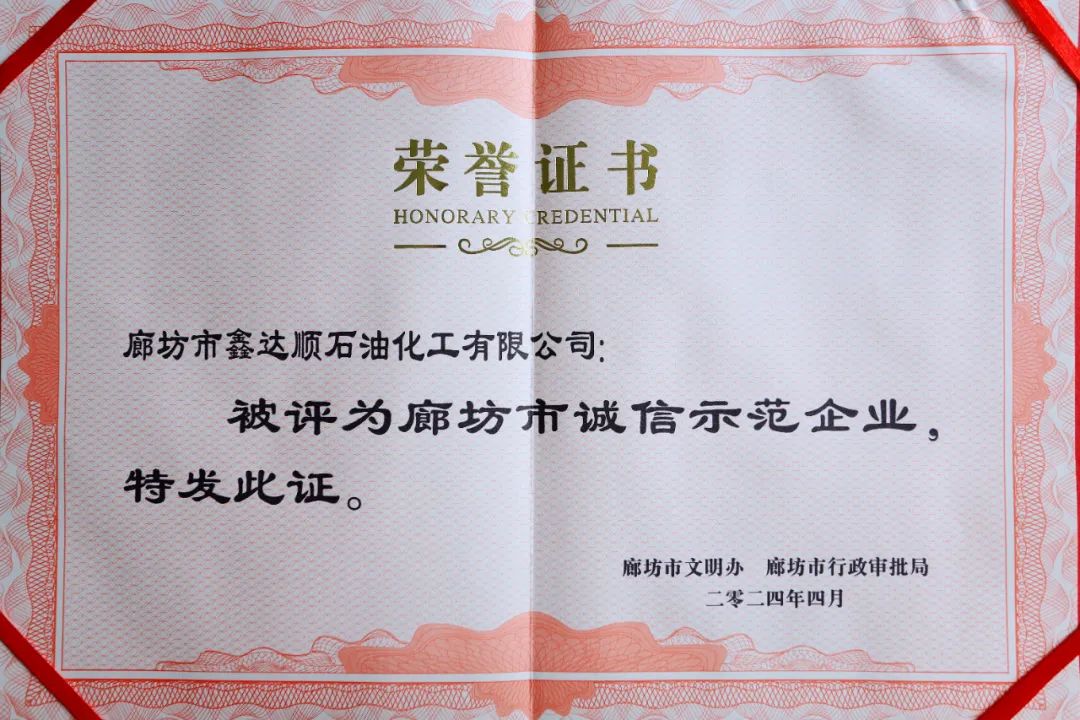 荣誉证书
HONORARY CREDENTIAL
廊坊市鑫达顺石油化工有限公司:
被评为廊坊市诚信示范企业，
特发此证。
廊坊市文明办 廊坊市行政审批局
二零二四年四月